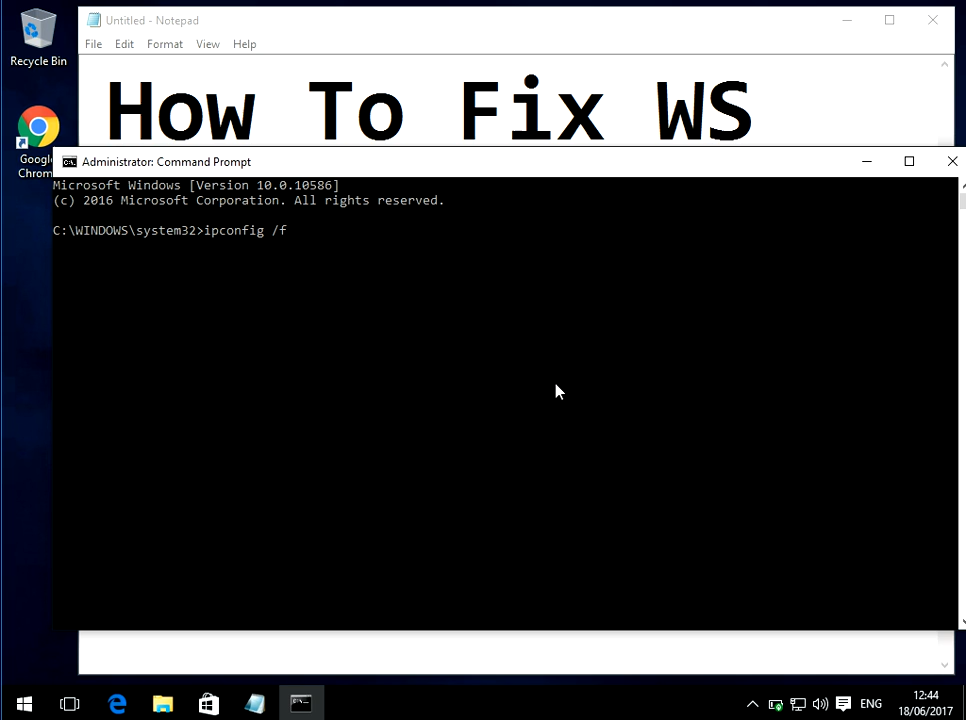 Untitled - Notepad
File Edit Format View Help
Recycle Bin
How To Fix WS
Google
Chrom
Administrator: Command Prompt
Microsoft Windows [Version 10.0.10586]
(c) 2016 Microsoft Corporation. All rights reserved.
C:\WINDOWS\system32>ipconfig /f
ENG
12:44
18/06/2017